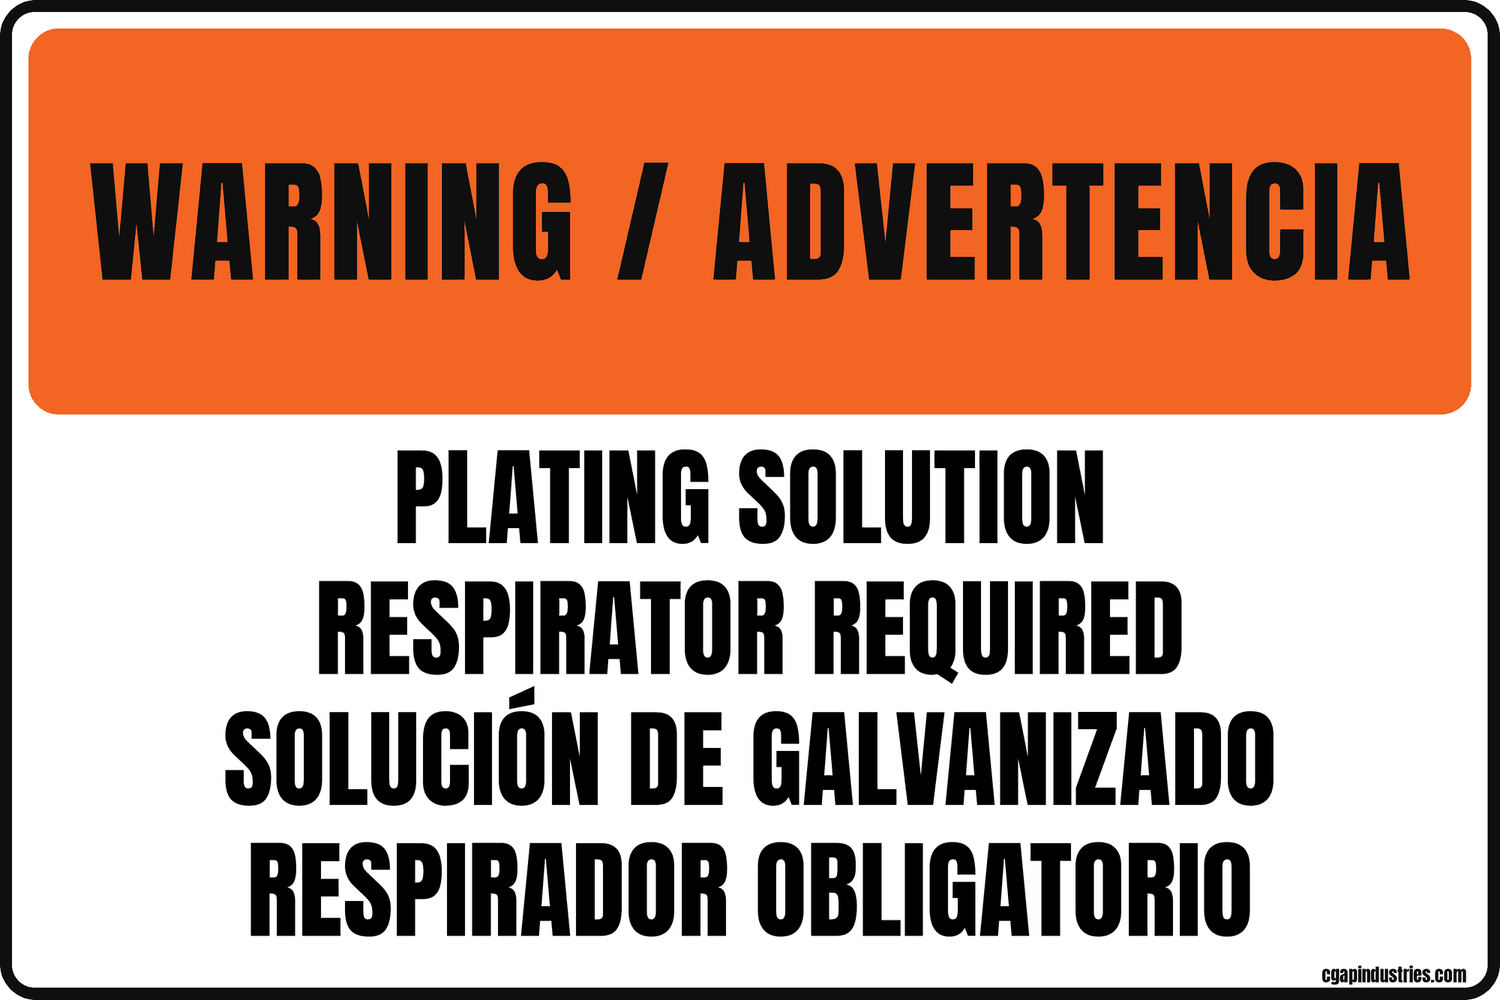 WARNING / ADVERTENCIA
PLATING SOLUTION
RESPIRATOR REQUIRED
SOLUCIÓN DE GALVANIZADO
RESPIRADOR OBLIGATORIO
cgapindustries.com